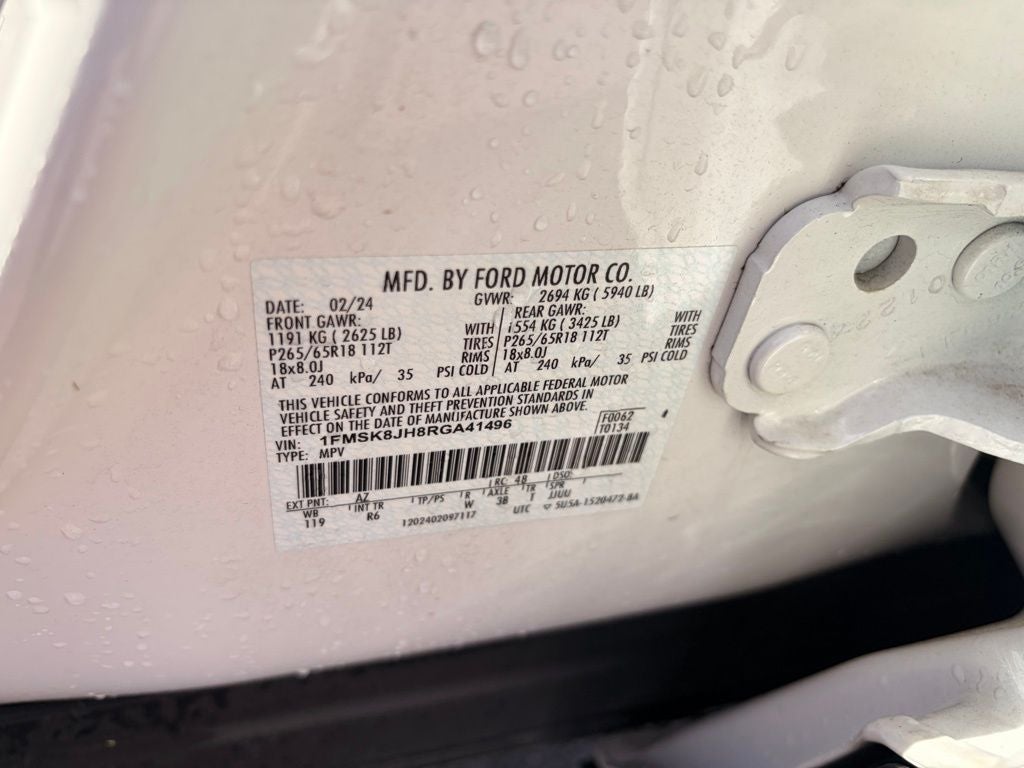 MFD. BY FORD MOTOR CO.
DATE: 02/24 GVWR: 2694 KG ( 5940 LB)
FRONT GAWR: REAR GAWR:
1191 KG ( 2625 LB) WITH 1554 KG ( 3425 LB) WITH
P265/65R18 112T TIRES P265/65R18 112T TIRES
18x8.0J RIMS 18x8.0J RIMS
AT 240 kPa/ 35 PSI COLD AT 240 kPa/ 35 PSI COLD
THIS VEHICLE CONFORMS TO ALL APPLICABLE FEDERAL MOTOR
VEHICLE SAFETY AND THEFT PREVENTION STANDARDS IN
EFFECT ON THE DATE OF MANUFACTURE SHOWN ABOVE.
VIN: 1FMSK8JH8RGA41496 F0062
TYPE: MPV T0134
EXT PNT: AZ RC: 48 DSO:
WB INT TR TP/PS R AXLE TR SPR
119 R6 W 3B T JJUU
1202402097117 UTC 5U5A-1520472-BA